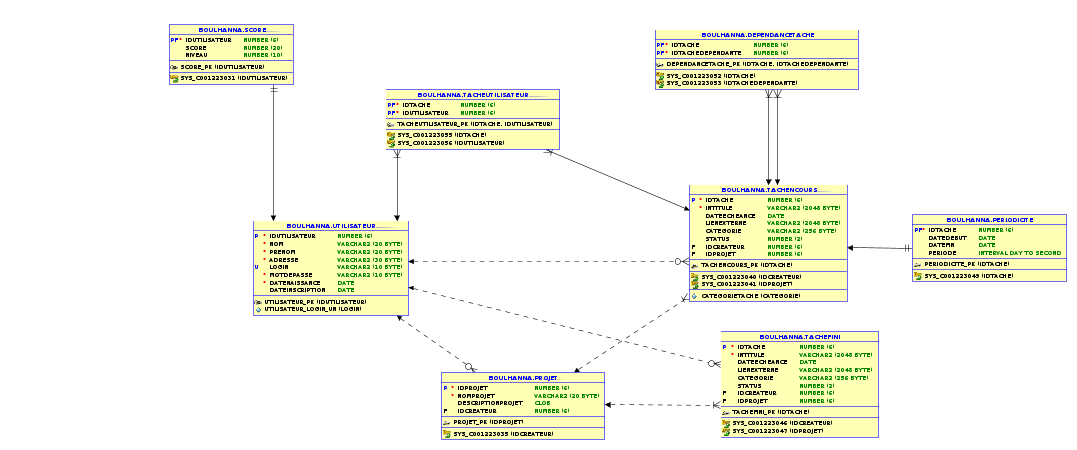 BOULHANNA.SCORE
PF* IDUTILISATEUR NUMBER (6)
SCORE NUMBER (20)
NIVEAU NUMBER (10)
SCORE_PK (IDUTILISATEUR)
SYS_C001223031 (IDUTILISATEUR)
BOULHANNA.DEPENDANCETACHE
PF* IDTACHE NUMBER (6)
PF* IDTACHEDEPENDANTE NUMBER (6)
DEPENDANCETACHE_PK (IDTACHE, IDTACHEDEPENDANTE)
SYS_C001223052 (IDTACHE)
SYS_C001223053 (IDTACHEDEPENDANTE)
BOULHANNA.TACHEUTILISATEUR
PF* IDTACHE NUMBER (6)
PF* IDUTILISATEUR NUMBER (6)
TACHEUTILISATEUR_PK (IDTACHE, IDUTILISATEUR)
SYS_C001223055 (IDTACHE)
SYS_C001223056 (IDUTILISATEUR)
BOULHANNA.TACHENCOURS
P * IDTACHE NUMBER (6)
* INTITULE VARCHAR2 (2048 BYTE)
DATEECHEANCE DATE
LIENEXTERNE VARCHAR2 (2048 BYTE)
CATEGORIE VARCHAR2 (256 BYTE)
STATUS NUMBER (2)
F IDCREATEUR NUMBER (6)
F IDPROJET NUMBER (6)
TACHENCOURS_PK (IDTACHE)
SYS_C001223040 (IDCREATEUR)
SYS_C001223041 (IDPROJET)
CATEGORIETACHE (CATEGORIE)
BOULHANNA.PERIODICITE
PF* IDTACHE NUMBER (6)
DATEDEBUT DATE
DATEFIN DATE
PERIODE INTERVAL DAY TO SECOND
PERIODICITE_PK (IDTACHE)
SYS_C001223049 (IDTACHE)
BOULHANNA.UTILISATEUR
P * IDUTILISATEUR NUMBER (6)
* NOM VARCHAR2 (20 BYTE)
* PRENOM VARCHAR2 (20 BYTE)
* ADRESSE VARCHAR2 (30 BYTE)
U LOGIN VARCHAR2 (10 BYTE)
* MOTDEPASSE VARCHAR2 (10 BYTE)
* DATENAISSANCE DATE
DATEINSCRIPTION DATE
UTILISATEUR_PK (IDUTILISATEUR)
UTILISATEUR_LOGIN_UN (LOGIN)
BOULHANNA.TACHEFINI
P * IDTACHE NUMBER (6)
* INTITULE VARCHAR2 (2048 BYTE)
DATEECHEANCE DATE
LIENEXTERNE VARCHAR2 (2048 BYTE)
CATEGORIE VARCHAR2 (256 BYTE)
STATUS NUMBER (2)
F IDCREATEUR NUMBER (6)
F IDPROJET NUMBER (6)
TACHEFINI_PK (IDTACHE)
SYS_C001223046 (IDCREATEUR)
SYS_C001223047 (IDPROJET)
BOULHANNA.PROJET
P * IDPROJET NUMBER (6)
* NOMPROJET VARCHAR2 (20 BYTE)
DESCRIPTIONPROJET CLOB
F IDCREATEUR NUMBER (6)
PROJET_PK (IDPROJET)
SYS_C001223035 (IDCREATEUR)